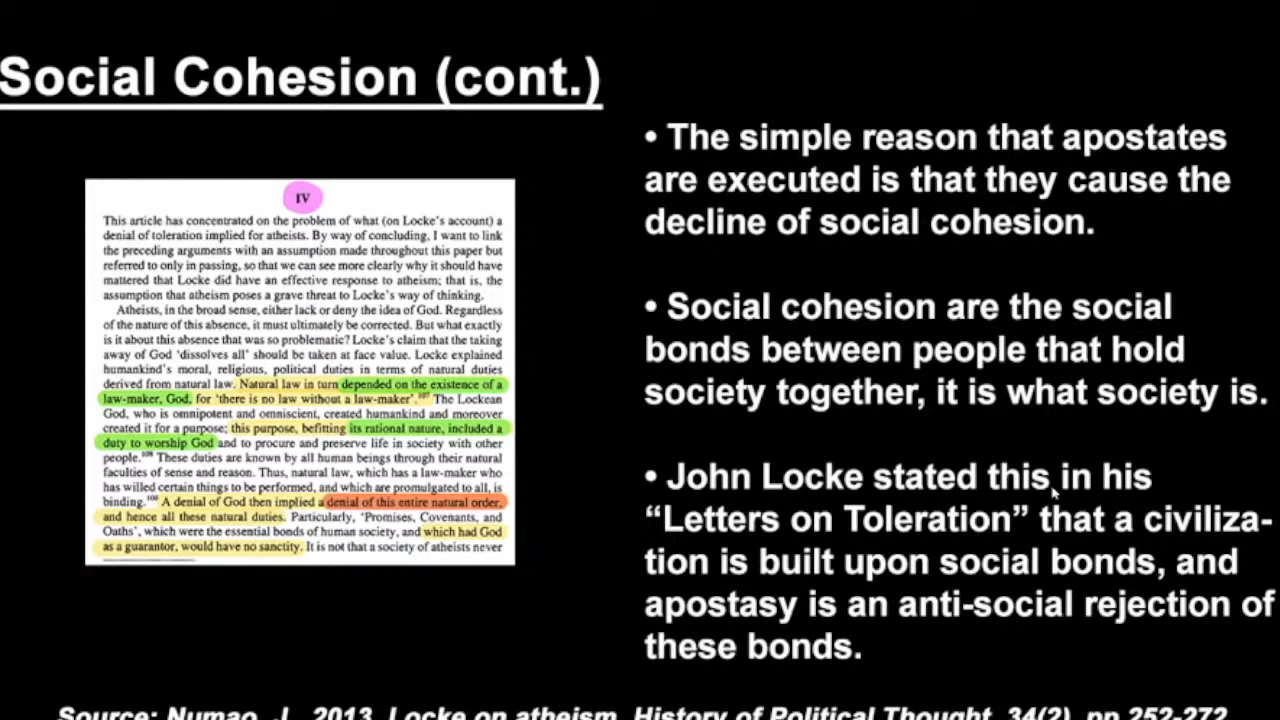 Social Cohesion (cont.)
IV
This article has concentrated on the problem of what (on Locke's account) a
denial of toleration implied for atheists. By way of concluding, I want to link
the preceding arguments with an assumption made throughout this paper but
referred to only in passing, so that we can see more clearly why it should have
mattered that Locke did have an effective response to atheism; that is, the
assumption that atheism poses a grave threat to Locke's way of thinking.
Atheists, in the broad sense, either lack or deny the idea of God. Regardless
of the nature of this absence, it must ultimately be corrected. But what exactly
is it about this absence that was so problematic? Locke's claim that the taking
away of God 'dissolves all' should be taken at face value. Locke explained
humankind's moral, religious, political duties in terms of natural duties
derived from natural law. Natural law in turn depended on the existence of a
law-maker, God, for 'there is no law without a law-maker'.107 The Lockean
God, who is omnipotent and omniscient, created humankind and moreover
created it for a purpose; this purpose, befitting its rational nature, included a
duty to worship God and to procure and preserve life in society with other
people.108 These duties are known by all human beings through their natural
faculties of sense and reason. Thus, natural law, which has a law-maker who
has willed certain things to be performed, and which are promulgated to all, is
binding.109 A denial of God then implied a denial of this entire natural order,
and hence all these natural duties. Particularly, 'Promises, Covenants, and
Oaths', which were the essential bonds of human society, and which had God
as a guarantor, would have no sanctity. It is not that a society of atheists never
• The simple reason that apostates
are executed is that they cause the
decline of social cohesion.
• Social cohesion are the social
bonds between people that hold
society together, it is what society is.
• John Locke stated this in his
“Letters on Toleration” that a civiliza-
tion is built upon social bonds, and
apostasy is an anti-social rejection of
these bonds.
Source: Numao, J., 2013. Locke on atheism. History of Political Thought, 34(2), pp.252-272.